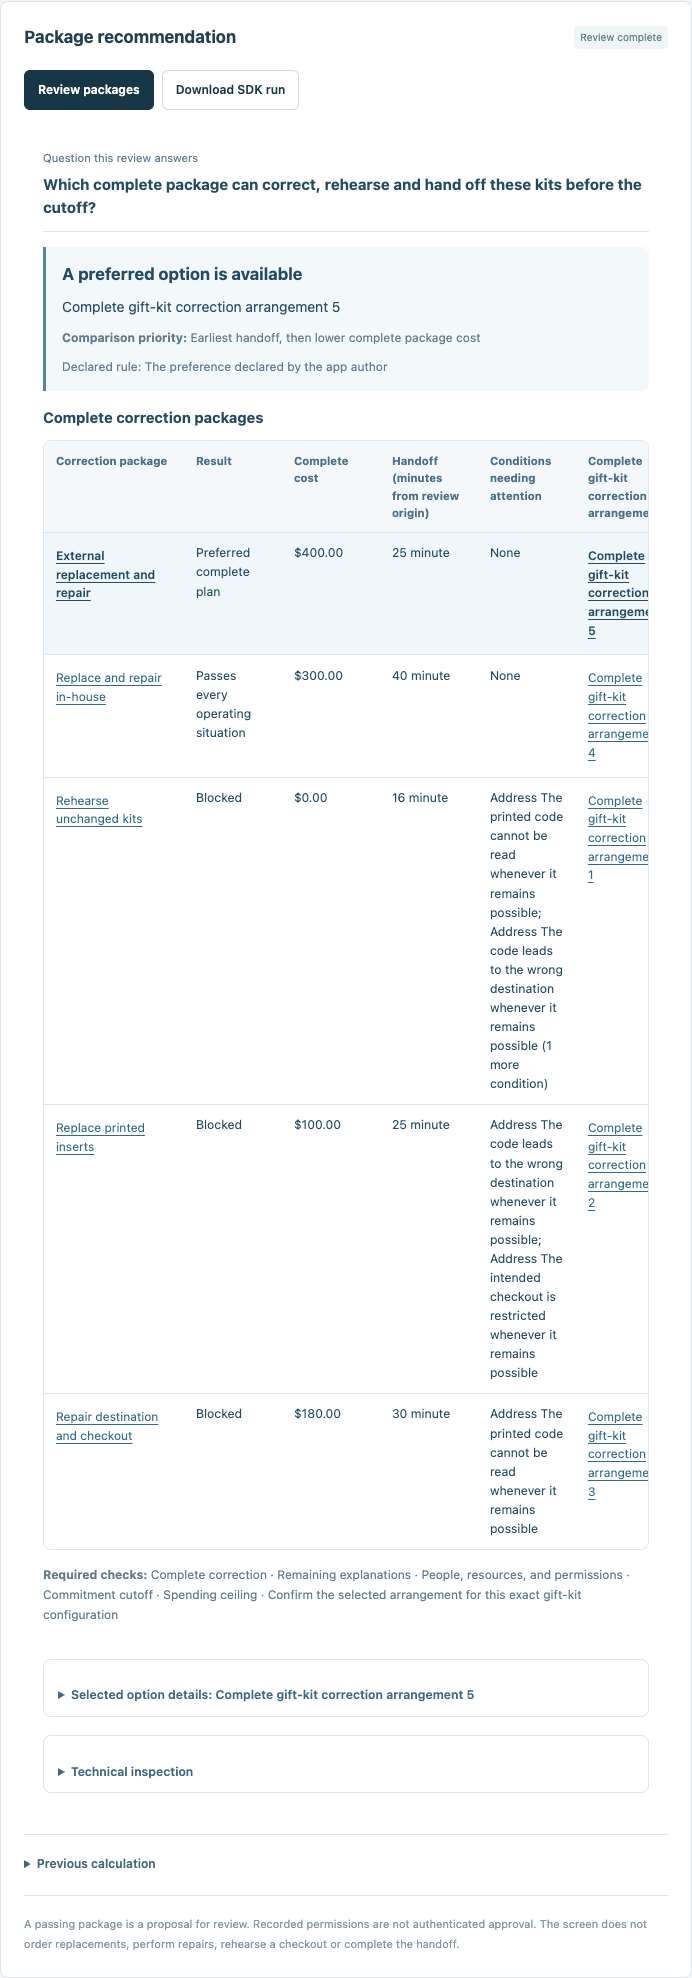 Package recommendation
Review complete
Review packages
Download SDK run
Question this review answers
Which complete package can correct, rehearse and hand off these kits before the
cutoff?
A preferred option is available
Complete gift-kit correction arrangement 5
Comparison priority: Earliest handoff, then lower complete package cost
Declared rule: The preference declared by the app author
Complete correction packages
Correction package
Result
Complete
cost
Handoff
(minutes
from review
origin)
Conditions
needing
attention
Complete
gift-kit
correction
arrangeme
External
replacement and
repair
Preferred
complete
plan
$400.00
25 minute
None
Complete
gift-kit
correction
arrangeme
5
Replace and repair
in-house
Passes
every
operating
situation
$300.00
40 minute
None
Complete
gift-kit
correction
arrangeme
4
Rehearse
unchanged kits
Blocked
$0.00
16 minute
Address The
printed code
cannot be
read
whenever it
remains
possible;
Address The
code leads
to the wrong
destination
whenever it
remains
possible (1
more
condition)
Complete
gift-kit
correction
arrangeme
1
Replace printed
inserts
Blocked
$100.00
25 minute
Address The
code leads
to the wrong
destination
whenever it
remains
possible;
Address The
intended
checkout is
restricted
whenever it
remains
possible
Complete
gift-kit
correction
arrangeme
2
Repair destination
and checkout
Blocked
$180.00
30 minute
Address The
printed code
cannot be
read
whenever it
remains
possible
Complete
gift-kit
correction
arrangeme
3
Required checks: Complete correction · Remaining explanations · People, resources, and permissions ·
Commitment cutoff · Spending ceiling · Confirm the selected arrangement for this exact gift-kit
configuration
Selected option details: Complete gift-kit correction arrangement 5
Technical inspection
Previous calculation
A passing package is a proposal for review. Recorded permissions are not authenticated approval. The screen does not
order replacements, perform repairs, rehearse a checkout or complete the handoff.